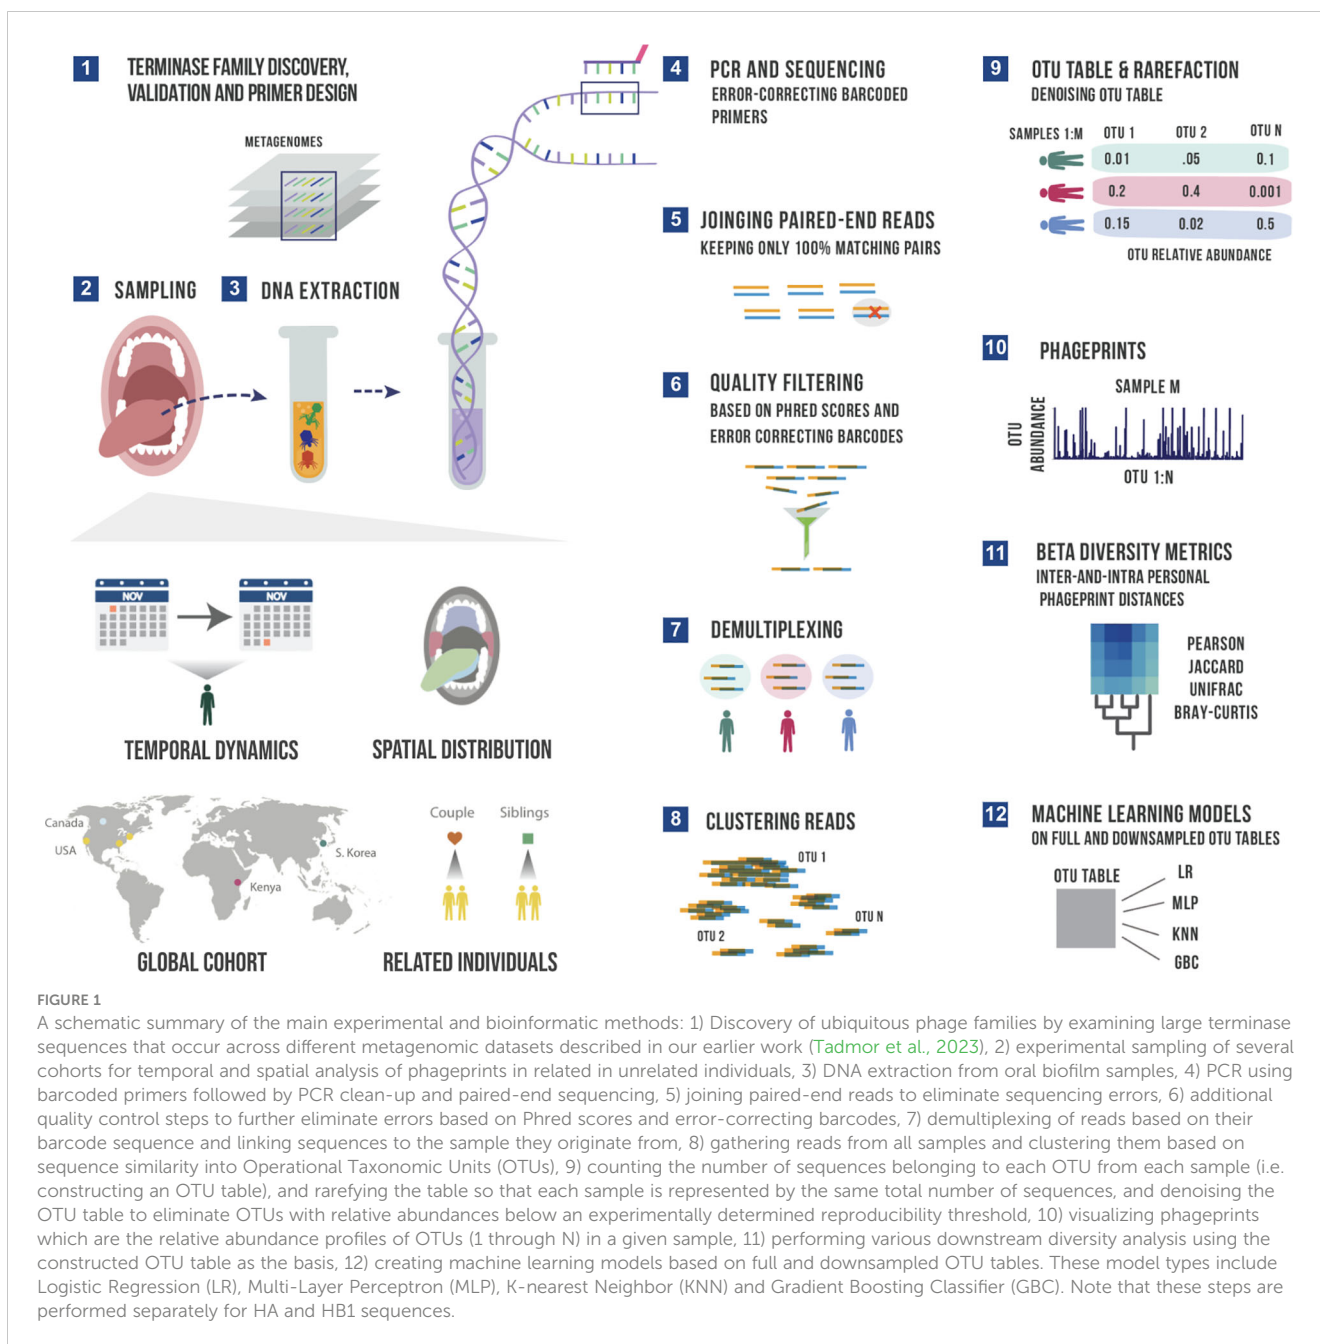 1
TERMINASE FAMILY DISCOVERY,
VALIDATION AND PRIMER DESIGN
METAGENOMES
2 SAMPLING
3 DNA EXTRACTION
NOV
NOV
TEMPORAL DYNAMICS
SPATIAL DISTRIBUTION
Canada
USA
S. Korea
Kenya
GLOBAL COHORT
Couple
Siblings
RELATED INDIVIDUALS
4 PCR AND SEQUENCING
ERROR-CORRECTING BARCODED
PRIMERS
5 JOINGING PAIRED-END READS
KEEPING ONLY 100% MATCHING PAIRS
6 QUALITY FILTERING
BASED ON PHRED SCORES AND
ERROR CORRECTING BARCODES
7 DEMULTIPLEXING
8 CLUSTERING READS
OTU 1
OTU N
OTU 2
9 OTU TABLE & RAREFACTION
DENOISING OTU TABLE
SAMPLES 1:M OTU 1 OTU 2 OTU N
0.01 .05 0.1
0.2 0.4 0.001
0.15 0.02 0.5
OTU RELATIVE ABUNDANCE
10 PHAGEPRINTS
SAMPLE M
OTU
ABUNDANCE
OTU 1:N
11 BETA DIVERSITY METRICS
INTER-AND-INTRA PERSONAL
PHAGEPRINT DISTANCES
PEARSON
JACCARD
UNIFRAC
BRAY-CURTIS
12 MACHINE LEARNING MODELS
ON FULL AND DOWNSAMPLED OTU TABLES
OTU TABLE
LR
MLP
KNN
GBC
FIGURE 1
A schematic summary of the main experimental and bioinformatic methods: 1) Discovery of ubiquitous phage families by examining large terminase
sequences that occur across different metagenomic datasets described in our earlier work (Tadmor et al., 2023), 2) experimental sampling of several
cohorts for temporal and spatial analysis of phageprints in related in unrelated individuals, 3) DNA extraction from oral biofilm samples, 4) PCR using
barcoded primers followed by PCR clean-up and paired-end sequencing, 5) joining paired-end reads to eliminate sequencing errors, 6) additional
quality control steps to further eliminate errors based on Phred scores and error-correcting barcodes, 7) demultiplexing of reads based on their
barcode sequence and linking sequences to the sample they originate from, 8) gathering reads from all samples and clustering them based on
sequence similarity into Operational Taxonomic Units (OTUs), 9) counting the number of sequences belonging to each OTU from each sample (i.e.
constructing an OTU table), and rarefying the table so that each sample is represented by the same total number of sequences, and denoising the
OTU table to eliminate OTUs with relative abundances below an experimentally determined reproducibility threshold, 10) visualizing phageprints
which are the relative abundance profiles of OTUs (1 through N) in a given sample, 11) performing various downstream diversity analysis using the
constructed OTU table as the basis, 12) creating machine learning models based on full and downsampled OTU tables. These model types include
Logistic Regression (LR), Multi-Layer Perceptron (MLP), K-nearest Neighbor (KNN) and Gradient Boosting Classifier (GBC). Note that these steps are
performed separately for HA and HB1 sequences.